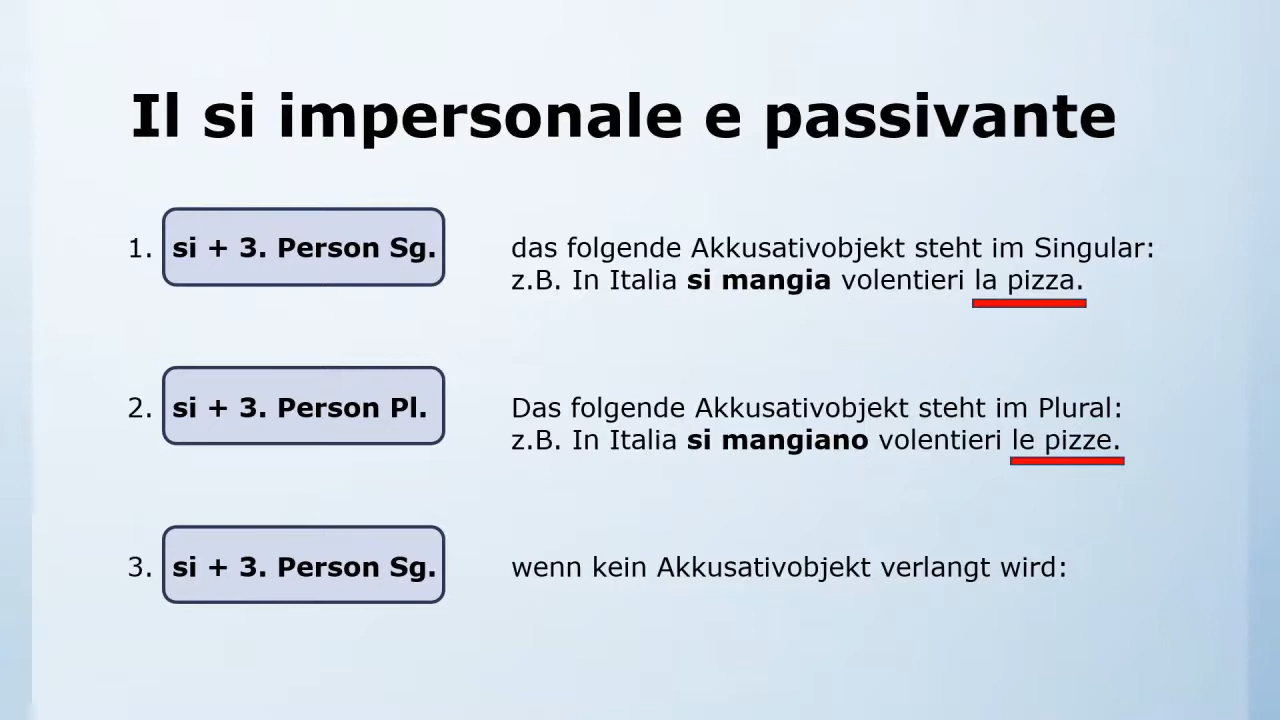 Il si impersonale e passivante
1. si + 3. Person Sg. das folgende Akkusativobjekt steht im Singular:
z.B. In Italia si mangia volentieri la pizza.
2. si + 3. Person Pl. Das folgende Akkusativobjekt steht im Plural:
z.B. In Italia si mangiano volentieri le pizze.
3. si + 3. Person Sg. wenn kein Akkusativobjekt verlangt wird: